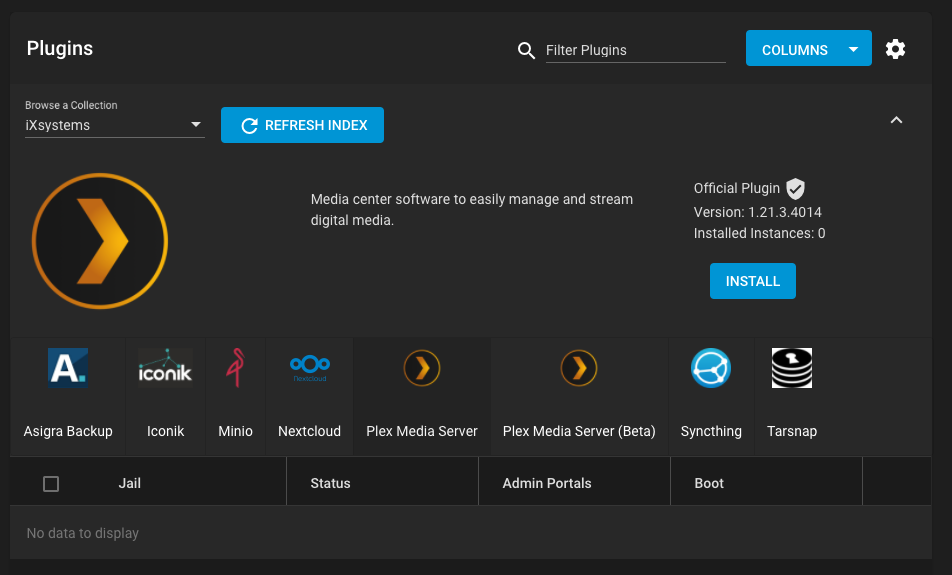 Plugins
Filter Plugins
COLUMNS
Browse a Collection
iXsystems
REFRESH INDEX
Media center software to easily manage and stream
digital media.
Official Plugin
Version: 1.21.3.4014
Installed Instances: 0
INSTALL
A.
iconik
Nextcloud
Asigra Backup
Iconik
Minio
Nextcloud
Plex Media Server
Plex Media Server (Beta)
Syncthing
Tarsnap
Jail
Status
Admin Portals
Boot
No data to display